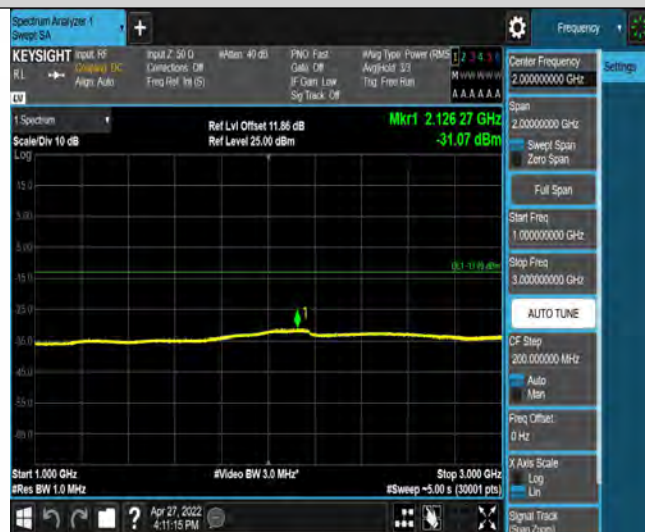 Spectrum Analyzer 1
Swept SA
+
Frequency
KEYSIGHT
RL
Input: RF
Coupling: DC
Align: Auto
Input Z: 50 Ω
Corrections: Off
Freq Ref: Int (S)
#Atten: 40 dB
PNO: Fast
Gate: Off
IF Gain: Low
Sig Track: Off
#Avg Type: Power (RMS
Avg|Hold: 3/3
Trig: Free Run
1 2 3 4 5 6
M W W W W W
A A A A A A
LV
1 Spectrum
Scale/Div 10 dB
Log
Ref Lvl Offset 11.86 dB
Ref Level 25.00 dBm
Mkr1 2.126 27 GHz
-31.07 dBm
15.0
5.00
-5.00
-15.0
-25.0
-35.0
-45.0
-55.0
-65.0
1
Start 1.000 GHz
#Res BW 1.0 MHz
#Video BW 3.0 MHz*
Stop 3.000 GHz
#Sweep ~5.00 s (30001 pts)
Apr 27, 2022
4:11:15 PM
?
Center Frequency
2.000000000 GHz
Span
2.00000000 GHz
Swept Span
Zero Span
Full Span
Start Freq
1.000000000 GHz
Stop Freq
3.000000000 GHz
AUTO TUNE
CF Step
200.000000 MHz
Auto
Man
Freq Offset
0 Hz
X Axis Scale
Log
Lin
Signal Track
(Span Zoom)
Settings